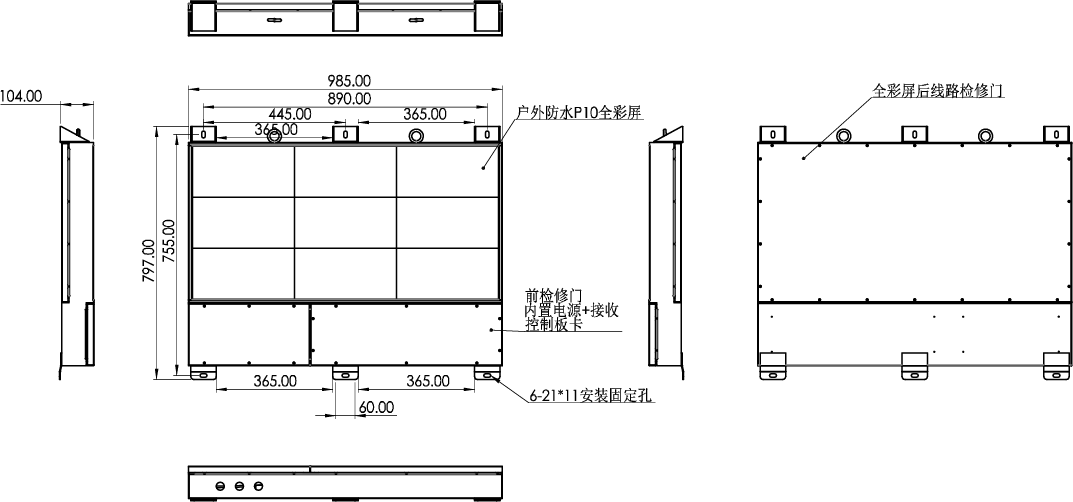 985.00
104.00
890.00
445.00
365.00
365.00
户外防水P10全彩屏
全彩屏后线路检修门
797.00
755.00
前检修门
内置电源+接收
控制板卡
365.00
365.00
60.00
6-21*11安装固定孔